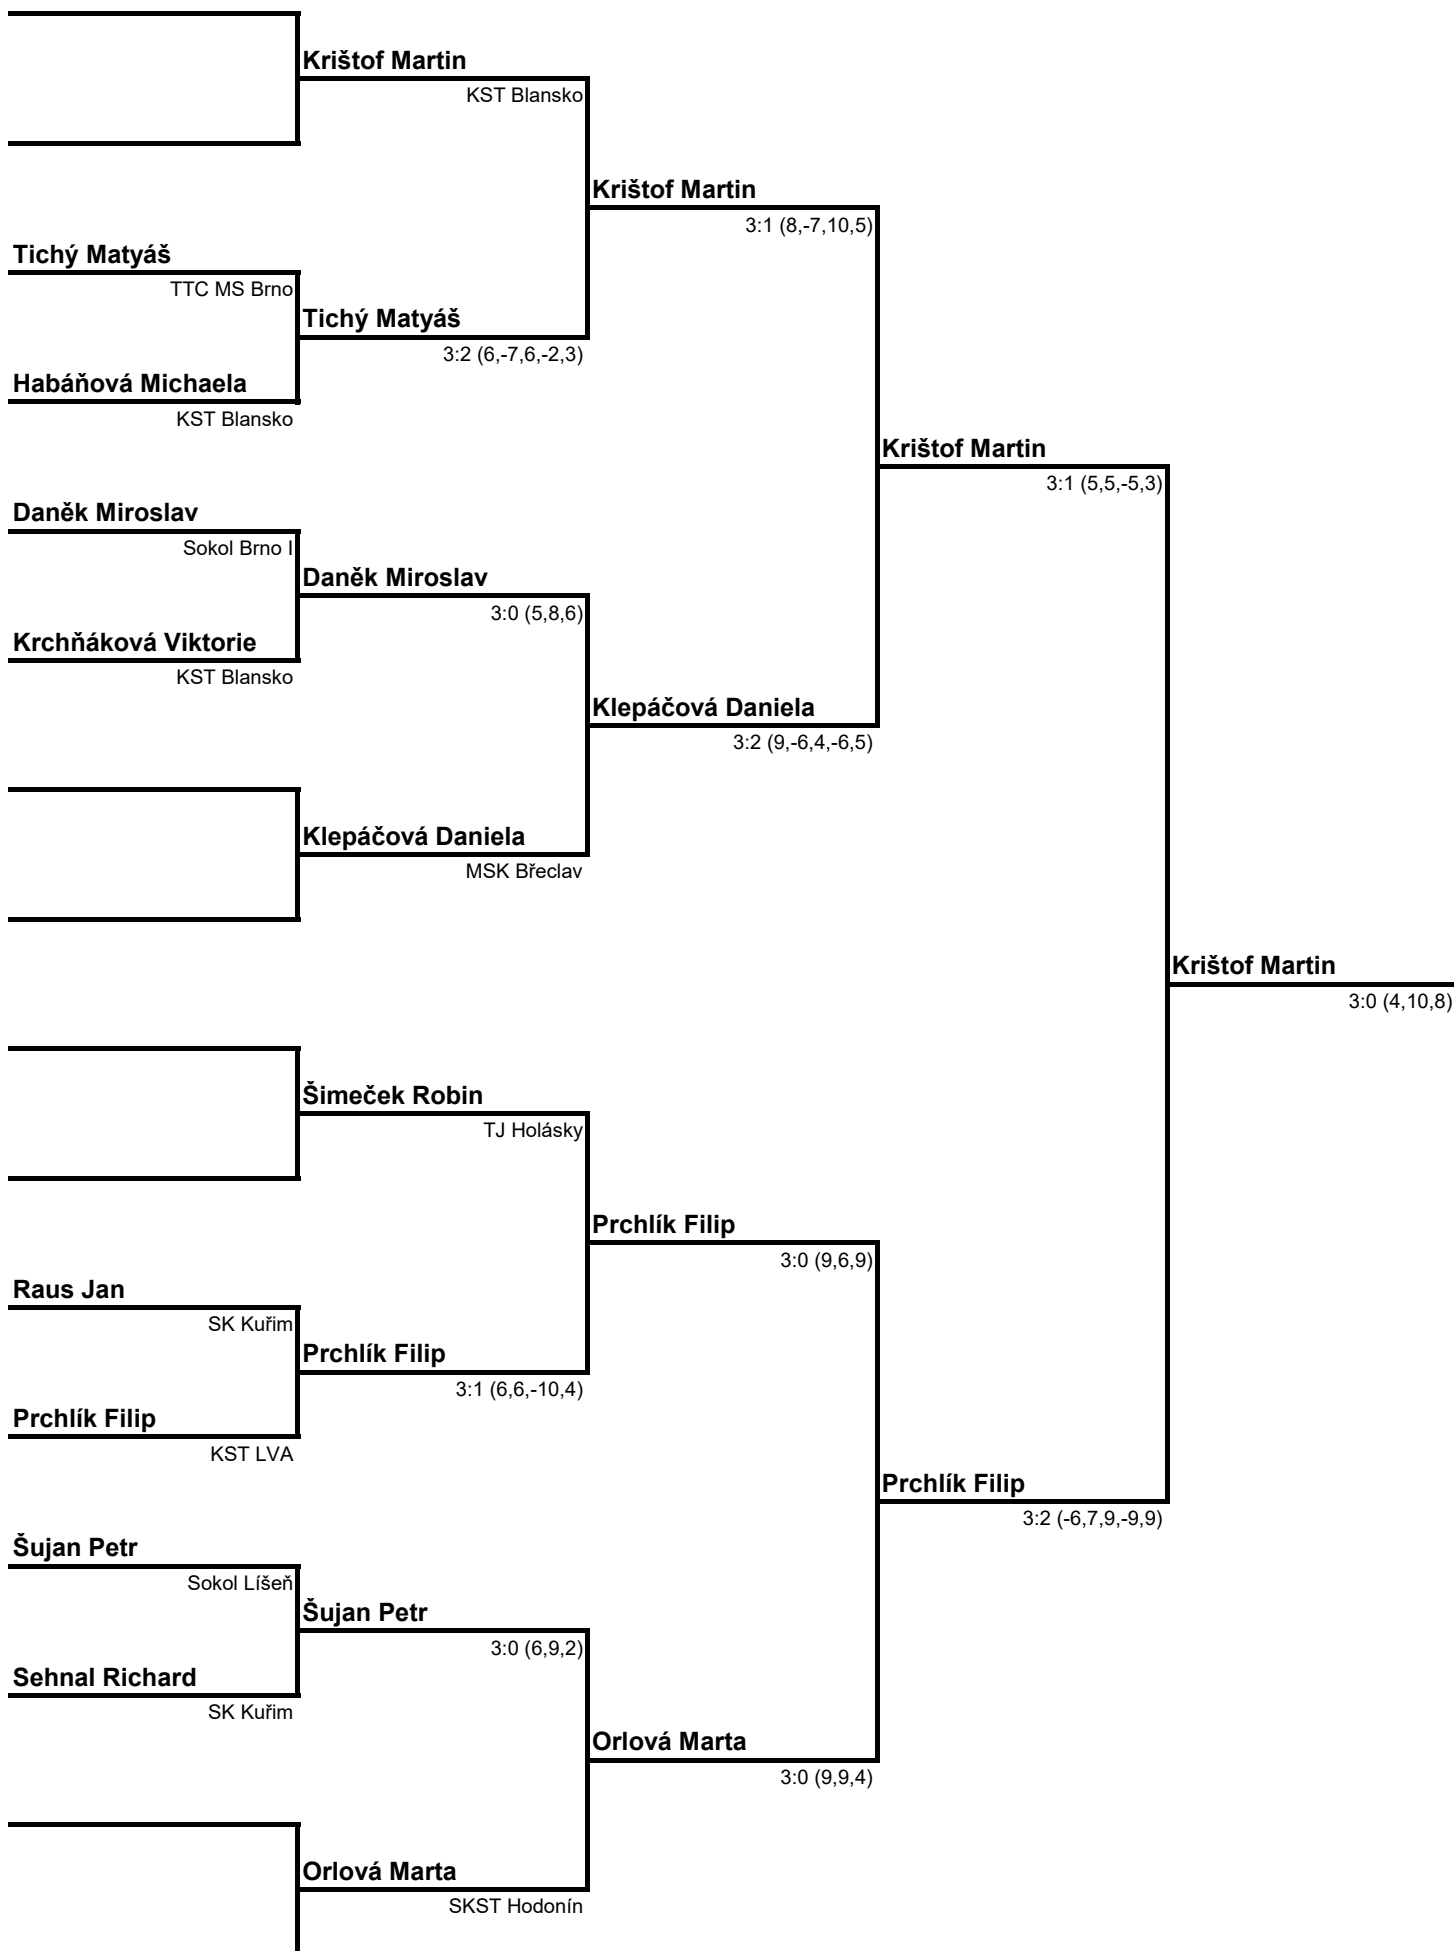 Krištof Martin
KST Blansko
Krištof Martin
3:1 (8,-7,10,5)
Tichý Matyáš
TTC MS Brno
Tichý Matyáš
3:2 (6,-7,6,-2,3)
Habáňová Michaela
KST Blansko
Krištof Martin
3:1 (5,5,-5,3)
Daněk Miroslav
Sokol Brno I
Daněk Miroslav
3:0 (5,8,6)
Krchňáková Viktorie
KST Blansko
Klepáčová Daniela
3:2 (9,-6,4,-6,5)
Klepáčová Daniela
MSK Břeclav
Krištof Martin
3:0 (4,10,8)
Šimeček Robin
TJ Holásky
Prchlík Filip
3:0 (9,6,9)
Raus Jan
SK Kuřim
Prchlík Filip
3:1 (6,6,-10,4)
Prchlík Filip
KST LVA
Prchlík Filip
3:2 (-6,7,9,-9,9)
Šujan Petr
Sokol Líšeň
Šujan Petr
3:0 (6,9,2)
Sehnal Richard
SK Kuřim
Orlová Marta
3:0 (9,9,4)
Orlová Marta
SKST Hodonín